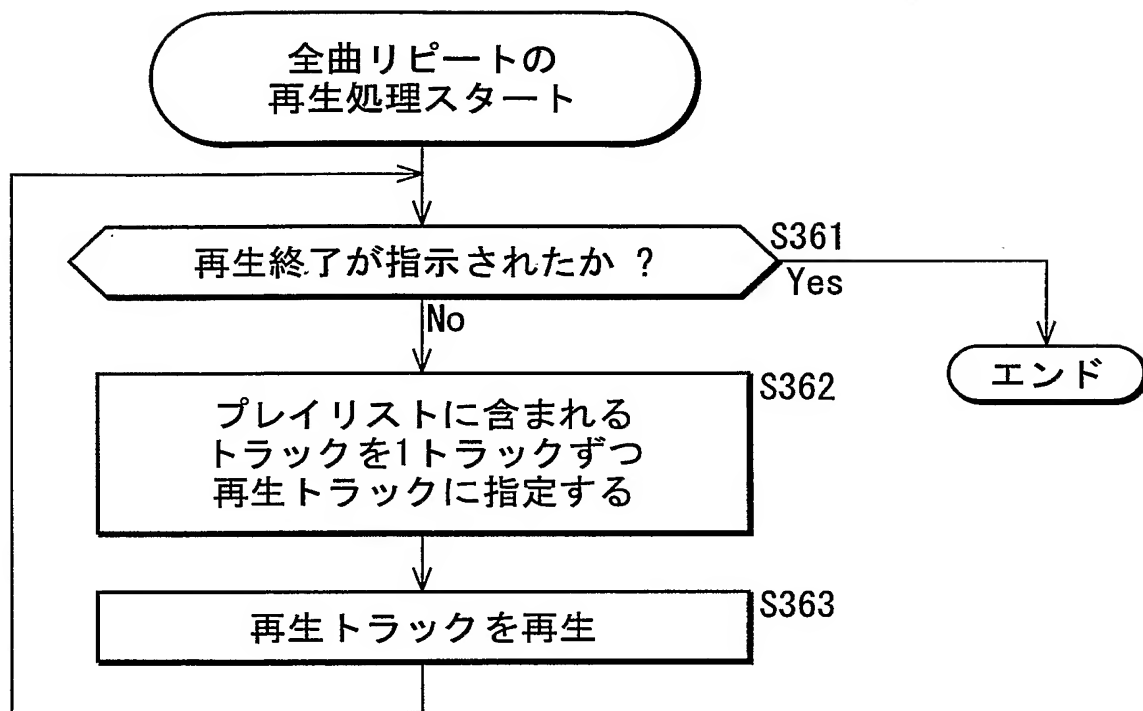 全曲リピートの
再生処理スタート
再生終了が指示されたか ?
S361
Yes
No
エンド
S362
プレイリストに含まれる
トラックを1トラックずつ
再生トラックに指定する
S363
再生トラックを再生